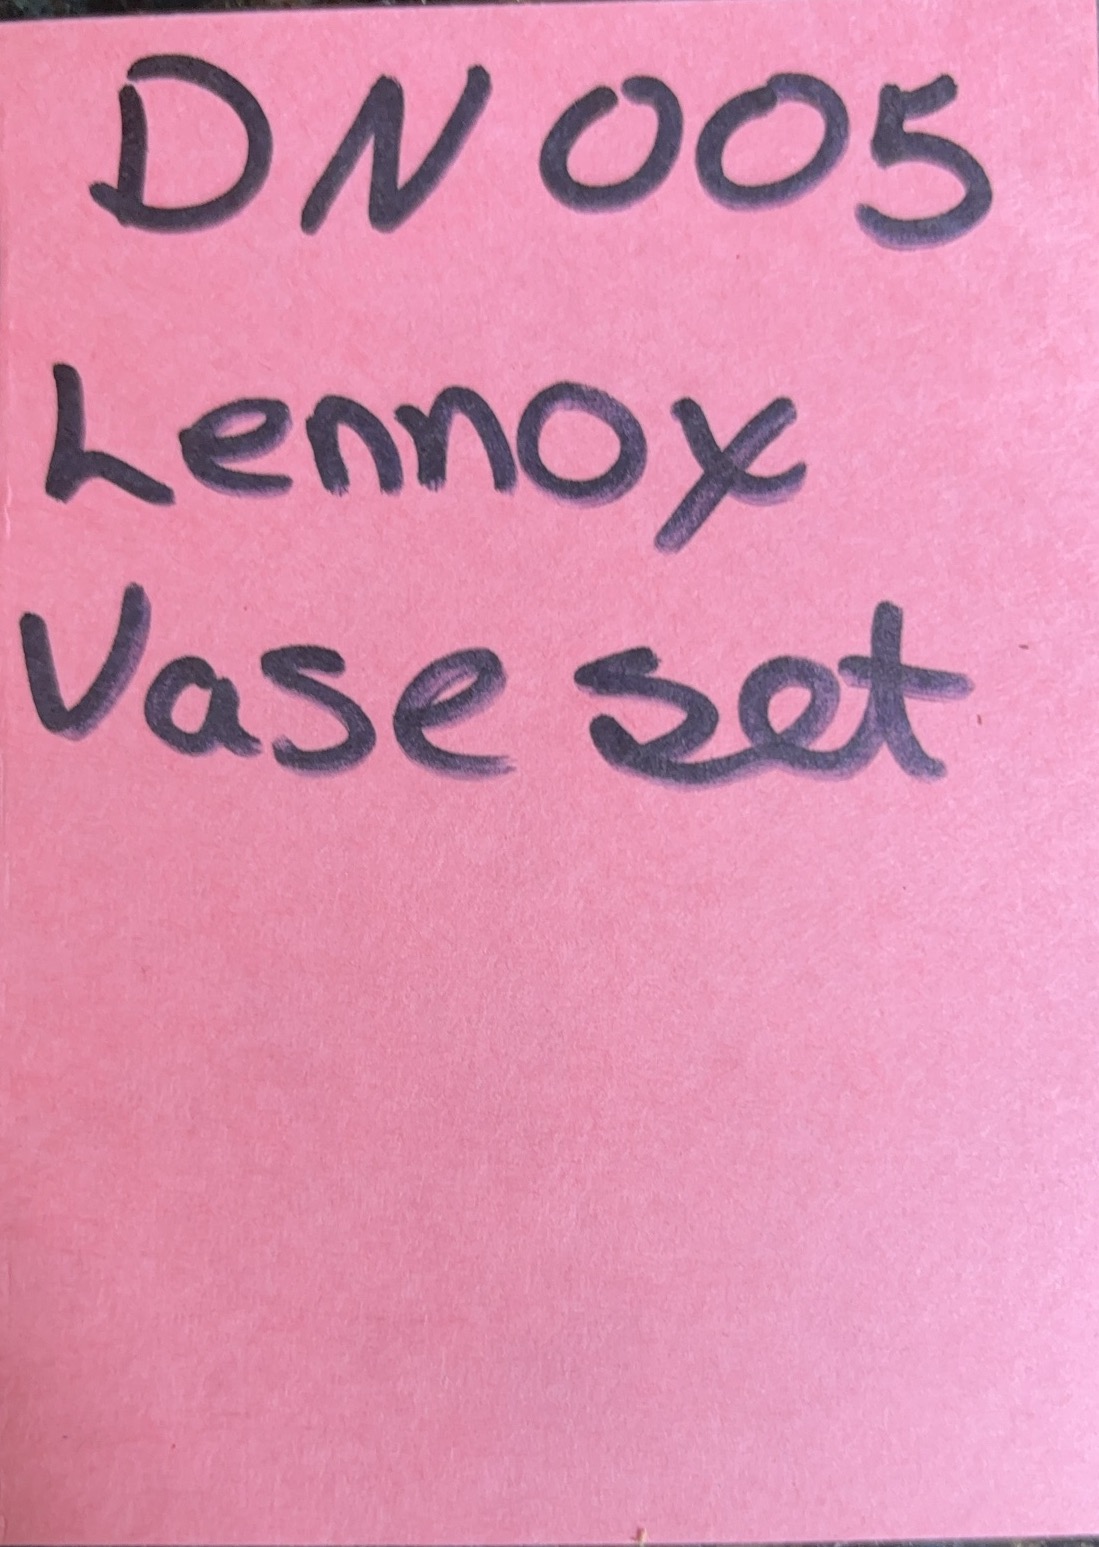 DN005
Lennox
Vase set